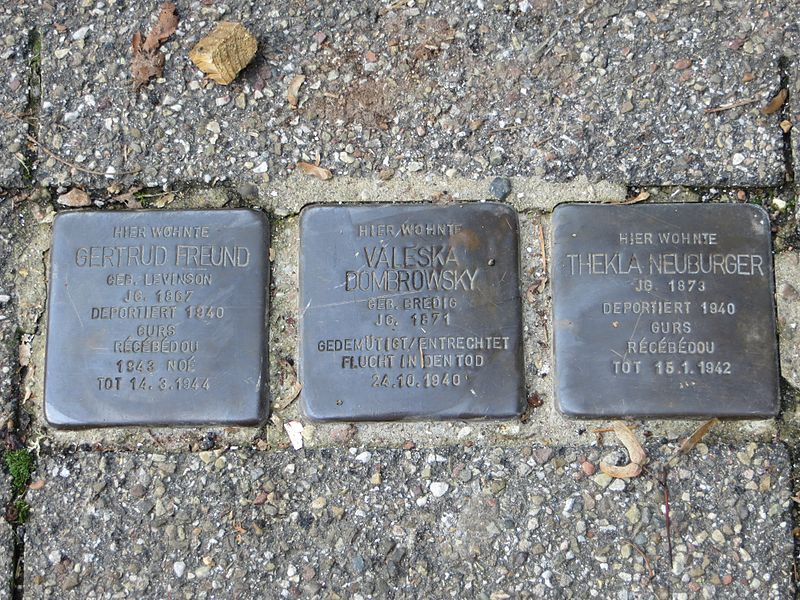 HIER WOHNTE
GERTRUD FREUND
GEB. LEVINSON
JG. 1867
DEPORTIERT 1940
GURS
RÉCÉBÉDOU
1943 NOÉ
TOT 14.3.1944
HIER WOHNTE
VALESKA
DOMBROWSKY
GEB. BREDIG
JG. 1871
GEDEMÜTIGT/ENTRECHTET
FLUCHT IN DEN TOD
24.10.1940
HIER WOHNTE
THEKLA NEUBURGER
JG. 1873
DEPORTIERT 1940
GURS
RÉCÉBÉDOU
TOT 15.1.1942